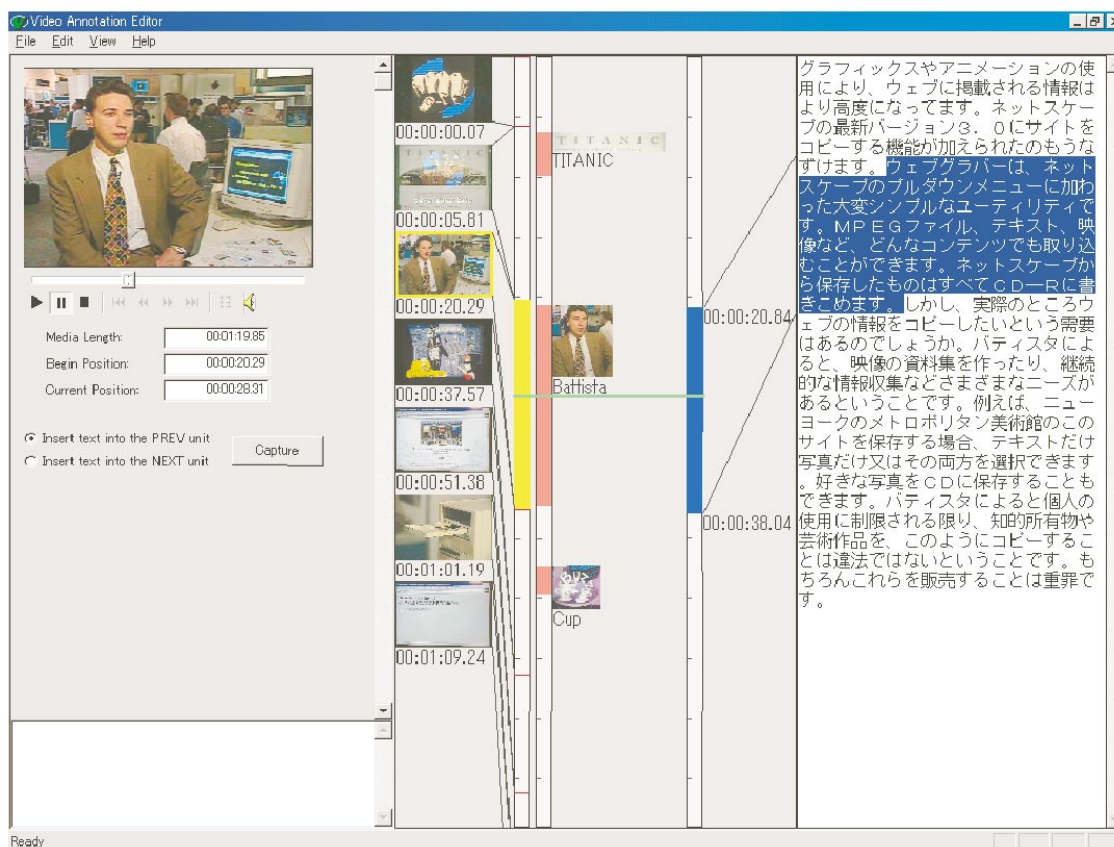 Video Annotation Editor
File Edit View Help
Media Length: 00:01:19.85
Begin Position: 00:00:20.29
Current Position: 00:00:28.31
Insert text into the PREV unit
Insert text into the NEXT unit
Capture
00:00:00.07
TITANIC
00:00:05.81
00:00:20.29
00:00:37.57
00:00:51.38
00:01:01.19
00:01:09.24
TITANIC
TITANIC
Battista
Cup
00:00:20.84
00:00:38.04
グラフィックスやアニメーションの使
用により、ウェブに掲載される情報は
より高度になってます。ネットスケー
プの最新バージョン3．0にサイトを
コピーする機能が加えられたのもうな
ずけます。ウェブグラバーは、ネット
スケープのプルダウンメニューに加わ
った大変シンプルなユーティリティで
す。ＭＰＥＧファイル、テキスト、映
像など、どんなコンテンツでも取り込
むことができます。ネットスケープか
ら保存したものはすべてＣＤ―Ｒに書
きこめます。しかし、実際のところウ
ェブの情報をコピーしたいという需要
はあるのでしょうか。バティスタによ
ると、映像の資料集を作ったり、継続
的な情報収集などさまざまなニーズが
あるということです。例えば、ニュー
ヨークのメトロポリタン美術館のこの
サイトを保存する場合、テキストだけ
写真だけ又はその両方を選択できます
。好きな写真をＣＤに保存することも
できます。バティスタによると個人の
使用に制限される限り、知的所有物や
芸術作品を、このようにコピーするこ
とは違法ではないということです。も
ちろんこれらを販売することは重罪で
す。
Ready